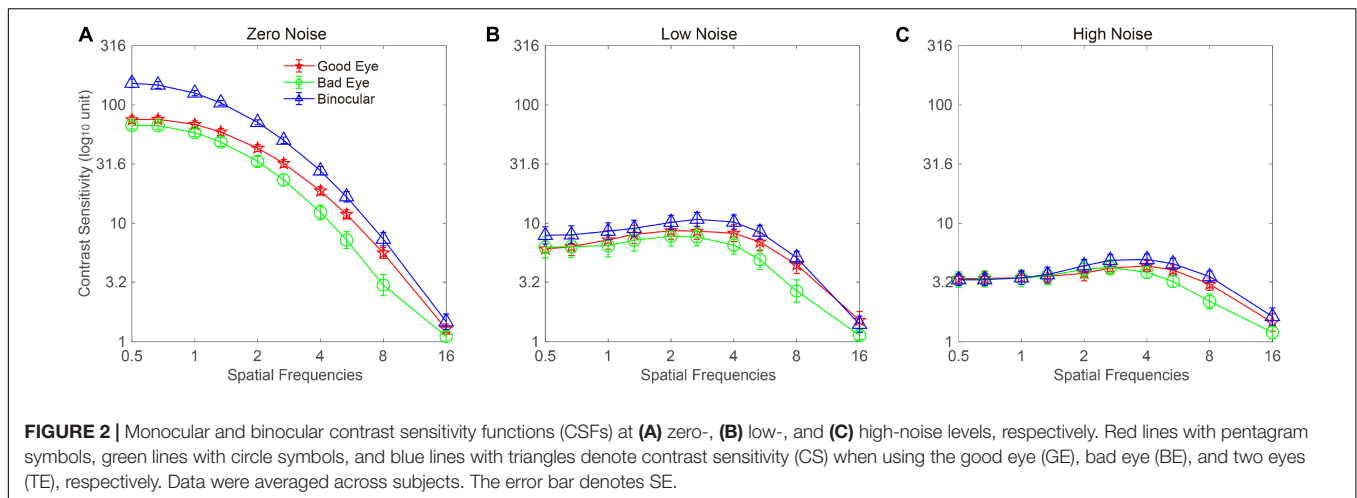 A Zero Noise
B Low Noise
C High Noise
Good Eye
Bad Eye
Binocular
Contrast Sensitivity (log10 unit)
316
100
31.6
10
3.2
1
0.5 1 2 4 8 16
Spatial Frequencies
316
100
31.6
10
3.2
1
0.5 1 2 4 8 16
Spatial Frequencies
316
100
31.6
10
3.2
1
0.5 1 2 4 8 16
Spatial Frequencies
FIGURE 2 | Monocular and binocular contrast sensitivity functions (CSFs) at (A) zero-, (B) low-, and (C) high-noise levels, respectively. Red lines with pentagram
symbols, green lines with circle symbols, and blue lines with triangles denote contrast sensitivity (CS) when using the good eye (GE), bad eye (BE), and two eyes
(TE), respectively. Data were averaged across subjects. The error bar denotes SE.